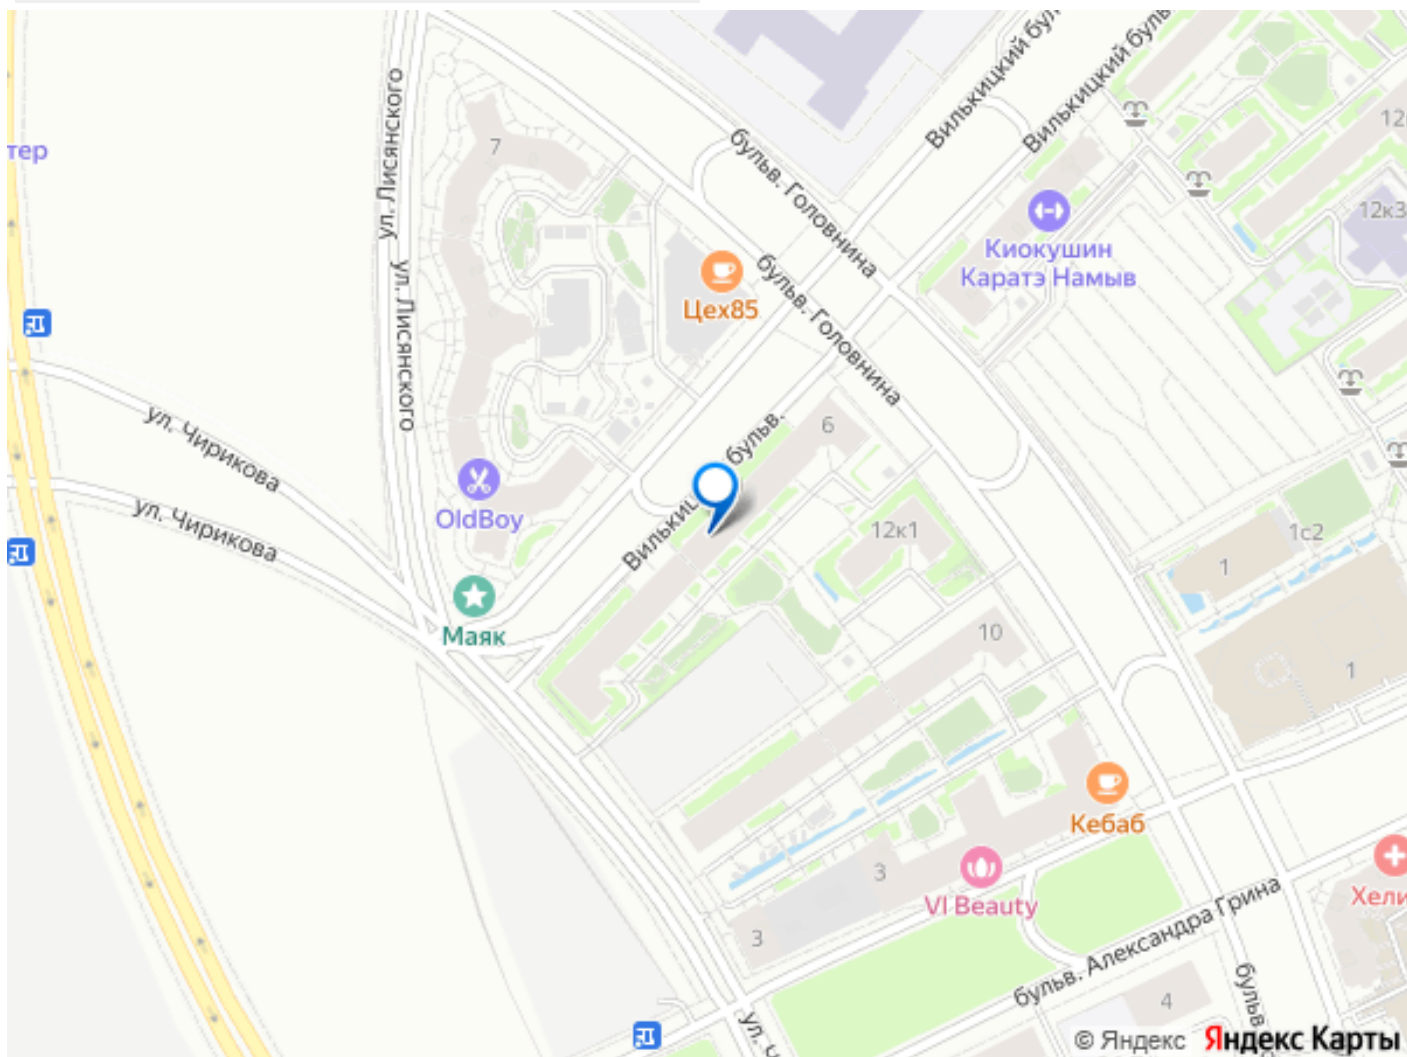 Вилькицкий бул
Вилькицкий буль
ул. Лисянского
тер
7
бульв. Головнина
12
12к3
Киокушин
Каратэ Намыв
ул. Лисянского
Цех85
бульв. Головнина
ул. Чирикова
6
бульв.
OldBoy
ул. Чирикова
Вилькиц
12к1
1с2
1
Маяк
10
1
Кебаб
3
VI Beauty
Хели
3
бульв. Александра Грина
бульв
4
ул. Ч
© Яндекс Яндекс Карты